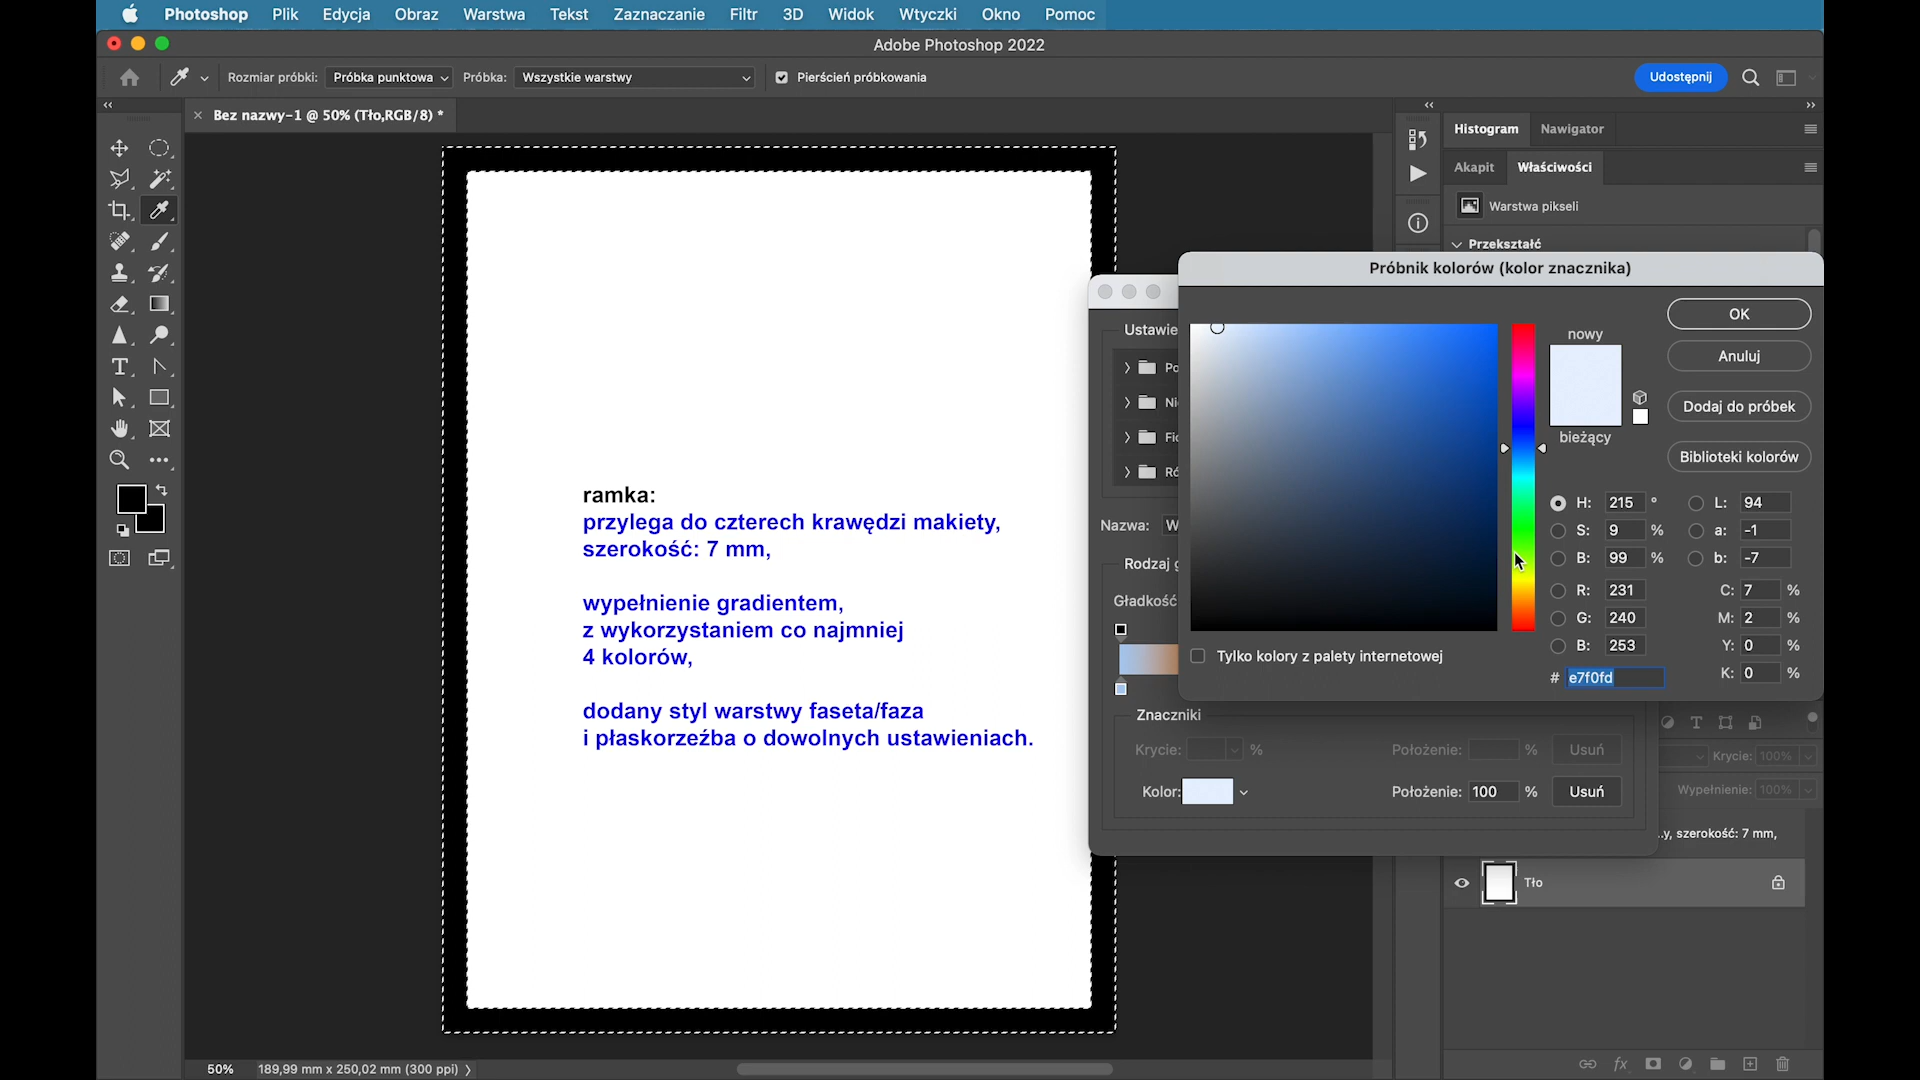 Photoshop Plik Edycja Obraz Warstwa Tekst Zaznaczanie Filtr 3D Widok Wtyczki Okno Pomoc
Adobe Photoshop 2022
Rozmiar próbki: Próbka punktowa Próbka: Wszystkie warstwy Pierścień próbkowania Udostępnij
Bez nazwy-1 @ 50% (Tło,RGB/8) *
Histogram Nawigator
Akapit Właściwości
Warstwa pikseli
Przekształć
Próbnik kolorów (kolor znacznika)
OK
Anuluj
Dodaj do próbek
Biblioteki kolorów
nowy
bieżący
H: 215 ° L: 94
S: 9 % a: -1
B: 99 % b: -7
R: 231 C: 7 %
G: 240 M: 2 %
B: 253 Y: 0 %
# e7f0fd K: 0 %
Tylko kolory z palety internetowej
Ustawie
Po
Ni
Fi
Ró
Nazwa: W
Rodzaj g
Gładkość
Znaczniki
Krycie: % Położenie: % Usuń
Kolor: Położenie: 100 % Usuń
ramka:
przylega do czterech krawędzi makiety,
szerokość: 7 mm,
wypełnienie gradientem,
z wykorzystaniem co najmniej
4 kolorów,
dodany styl warstwy faseta/faza
i płaskorzeźba o dowolnych ustawieniach.
Krycie: 100%
Wypełnienie: 100%
...y, szerokość: 7 mm,
Tło
fx
50% 189,99 mm x 250,02 mm (300 ppi)